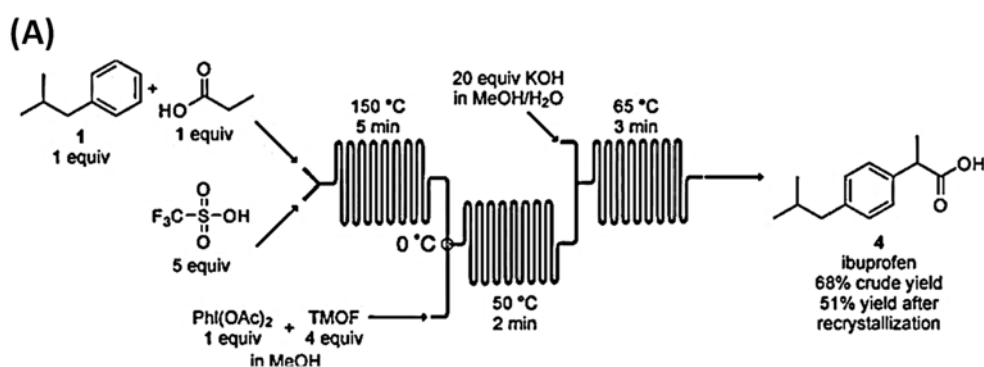 (A)
1
1 equiv
+
O
HO
1 equiv
O
F3C-S-OH
O
5 equiv
150 °C
5 min
0 °C
PhI(OAc)2 + TMOF
1 equiv 4 equiv
in MeOH
50 °C
2 min
20 equiv KOH
in MeOH/H2O
65 °C
3 min
OH
O
4
ibuprofen
68% crude yield
51% yield after
recrystallization